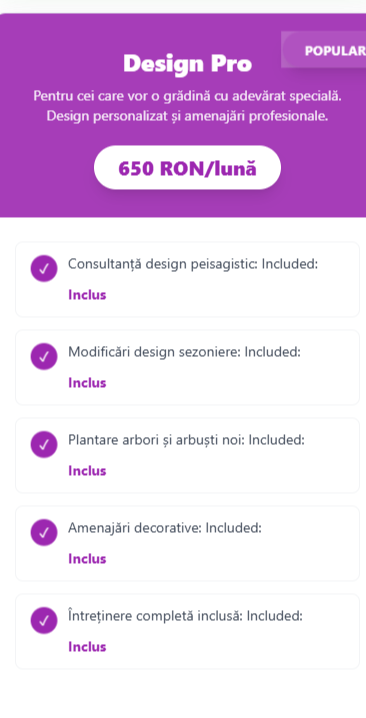 POPULAR
Design Pro
Pentru cei care vor o grădină cu adevărat specială.
Design personalizat și amenajări profesionale.
650 RON/lună
✓ Consultanță design peisagistic: Included:
Inclus
✓ Modificări design sezoniere: Included:
Inclus
✓ Plantare arbori și arbuști noi: Included:
Inclus
✓ Amenajări decorative: Included:
Inclus
✓ Întreținere completă inclusă: Included:
Inclus